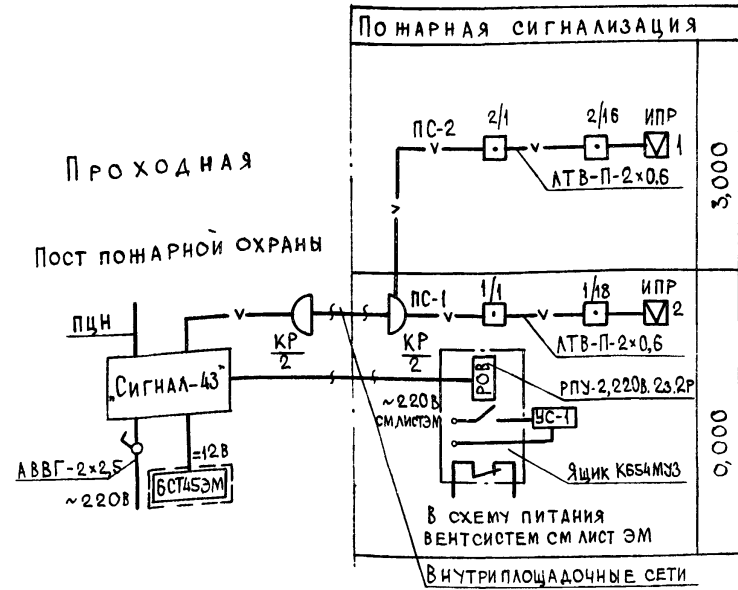 Пожарная сигнализация
ПС-2
2/1
2/16
ИПР
1
ЛТВ-П-2×0,6
3,000
Проходная
Пост пожарной охраны
ПЦН
КР/2
КР/2
ПС-1
1/1
1/18
ИПР
2
ЛТВ-П-2×0,6
„Сигнал-43"
РОВ
РПУ-2, 220В. 2з. 2Р
~220В
см. лист ЭМ
УС-1
Ящик К654МУ3
0,000
АВВГ-2×2,5
~220В
=12В
6СТ45ЭМ
В схему питания
вентсистем см лист ЭМ
Внутриплощадочные сети